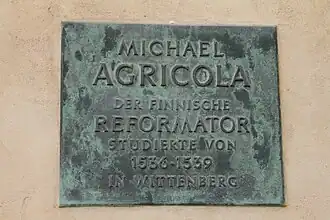 MICHAEL
AGRICOLA
DER FINNISCHE
REFORMATOR
STUDIERTE VON
1536-1539
IN WITTENBERG